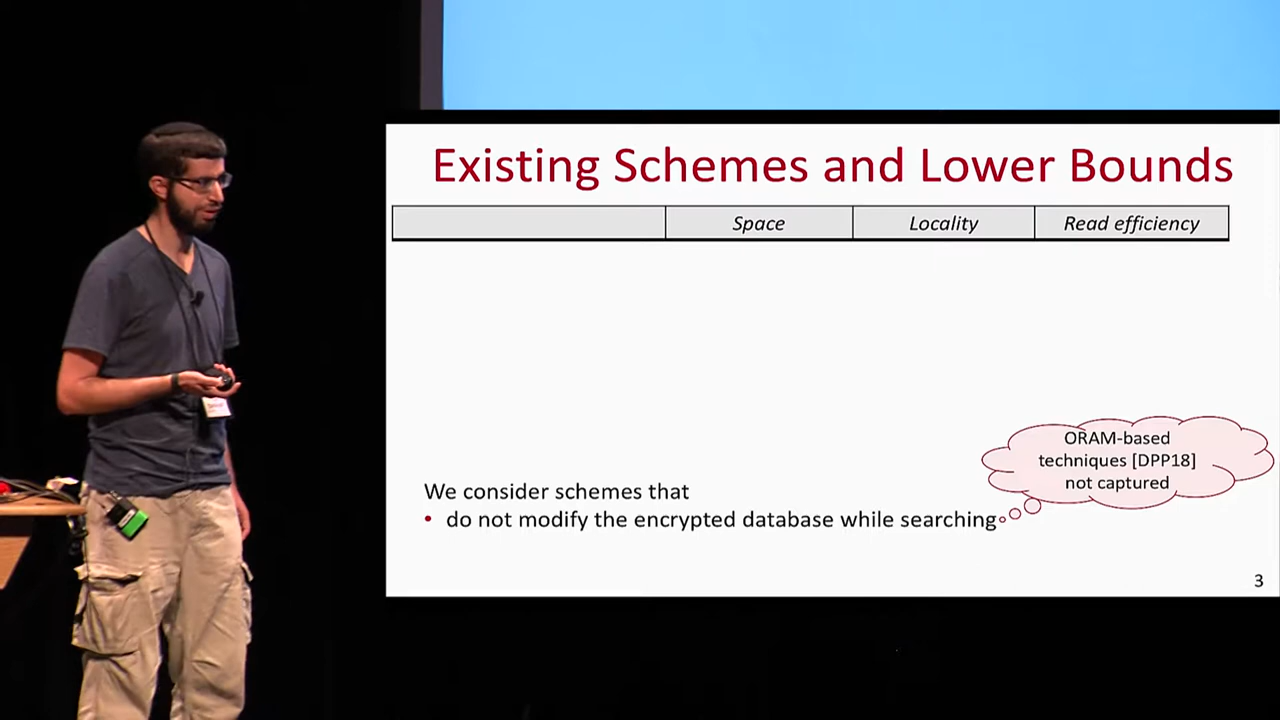 Existing Schemes and Lower Bounds
Space Locality Read efficiency
ORAM-based
techniques [DPP18]
not captured
We consider schemes that
• do not modify the encrypted database while searching
3